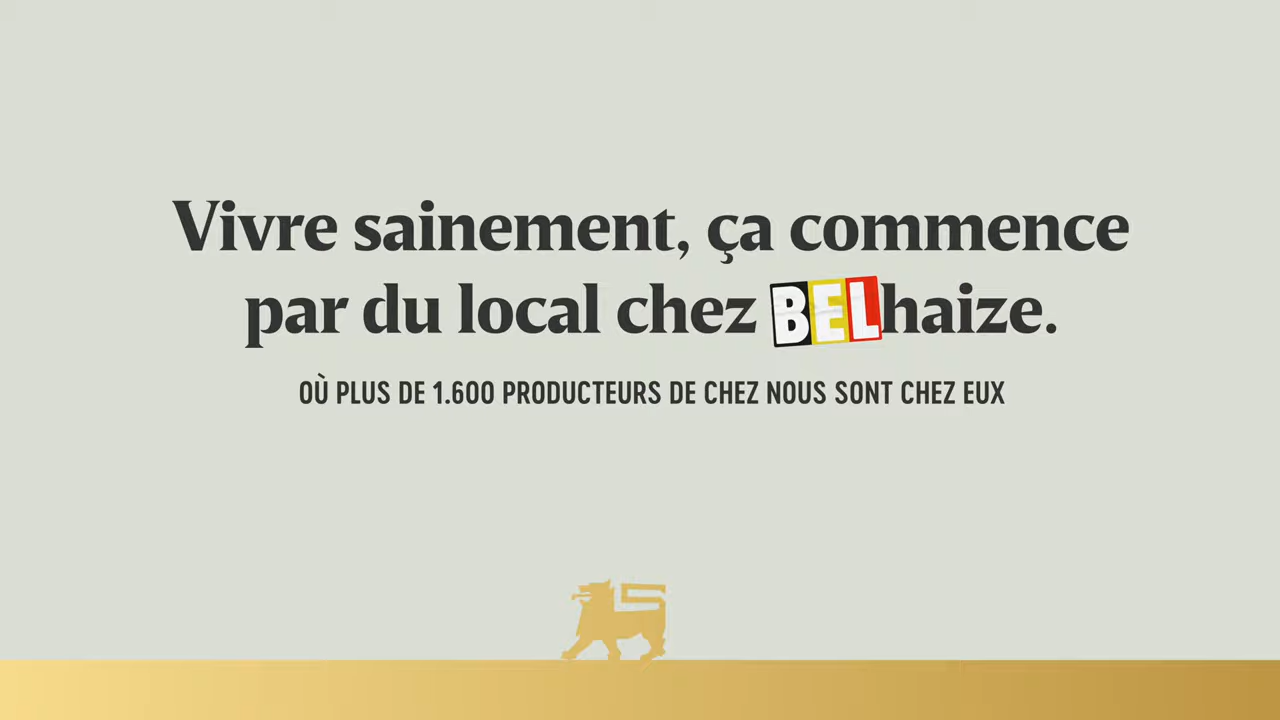 Vivre sainement, ça commence
par du local chez BELhaize.
OÙ PLUS DE 1.600 PRODUCTEURS DE CHEZ NOUS SONT CHEZ EUX